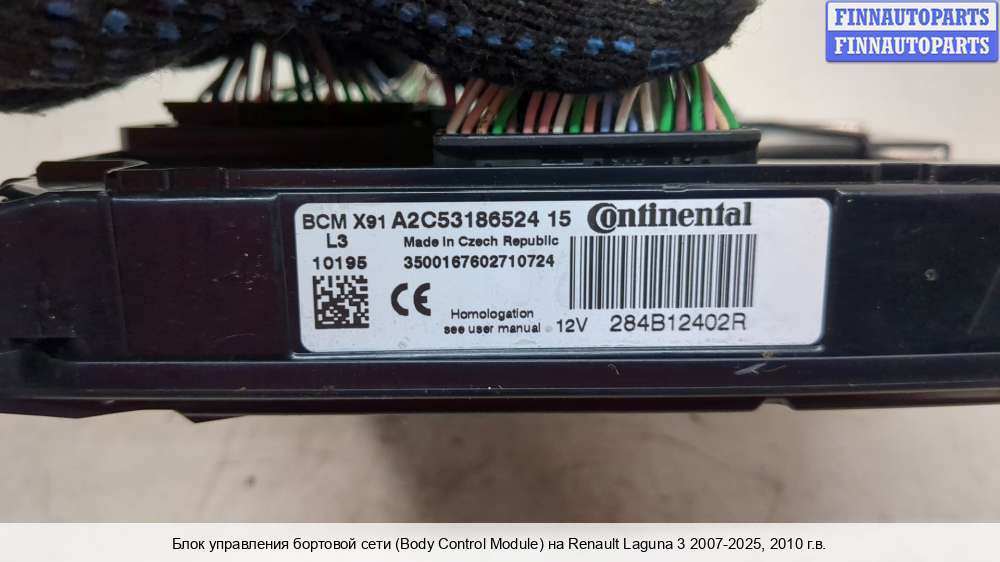 FINNAUTOPARTS
FINNAUTOPARTS
BCM X91 A2C53186524 15 Continental
L3 Made in Czech Republic
10195 3500167602710724
CE
Homologation
see user manual 12V 284B12402R
Блок управления бортовой сети (Body Control Module) на Renault Laguna 3 2007-2025, 2010 г.в.